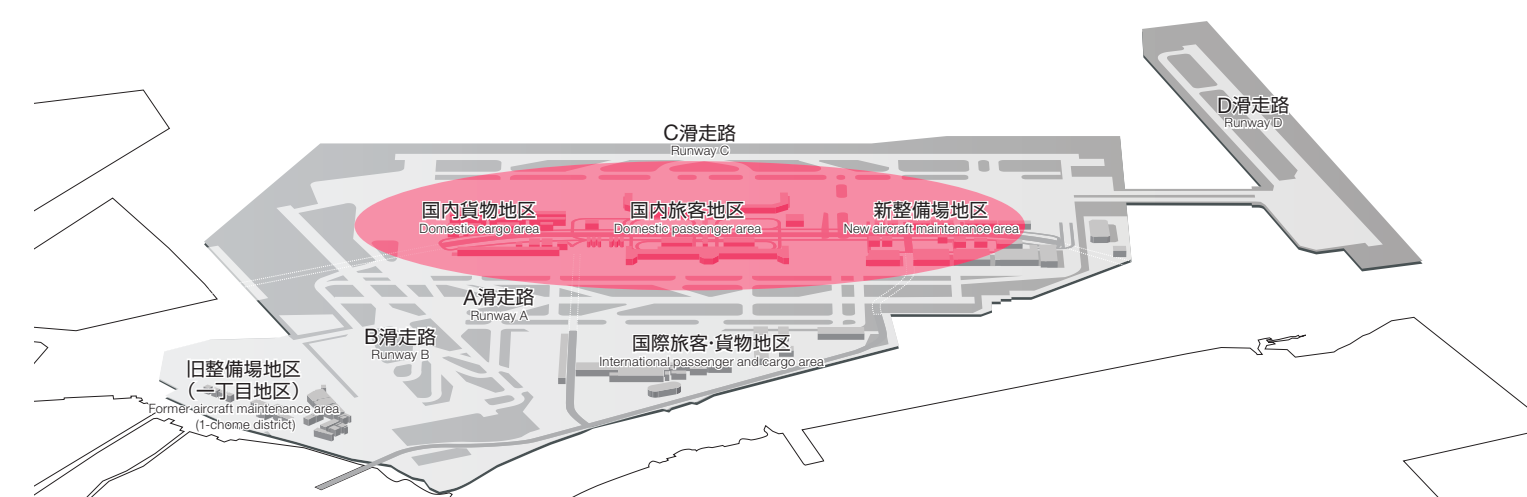 D滑走路
Runway D
C滑走路
Runway C
国内貨物地区
Domestic cargo area
国内旅客地区
Domestic passenger area
新整備場地区
New aircraft maintenance area
A滑走路
Runway A
B滑走路
Runway B
国際旅客・貨物地区
International passenger and cargo area
旧整備場地区
（一丁目地区）
Former aircraft maintenance area
(1-chome district)